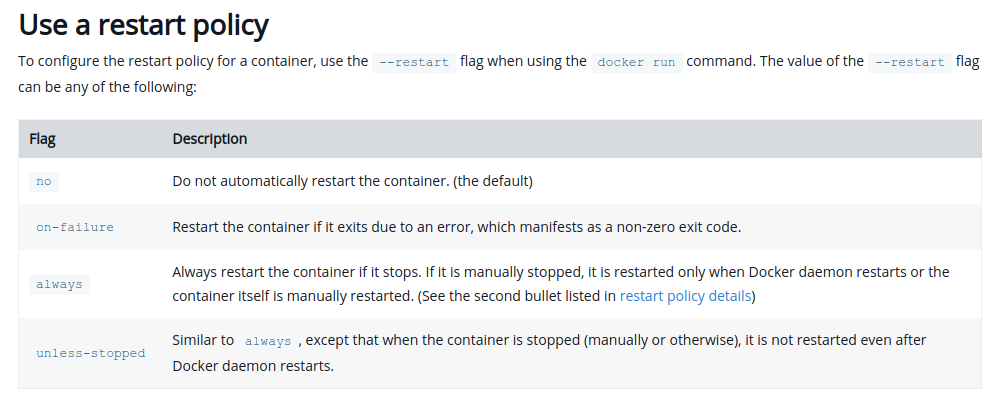 Use a restart policy
To configure the restart policy for a container, use the --restart flag when using the docker run command. The value of the --restart flag
can be any of the following:
Flag Description
no Do not automatically restart the container. (the default)
on-failure Restart the container if it exits due to an error, which manifests as a non-zero exit code.
always Always restart the container if it stops. If it is manually stopped, it is restarted only when Docker daemon restarts or the
container itself is manually restarted. (See the second bullet listed in restart policy details)
unless-stopped Similar to always , except that when the container is stopped (manually or otherwise), it is not restarted even after
Docker daemon restarts.